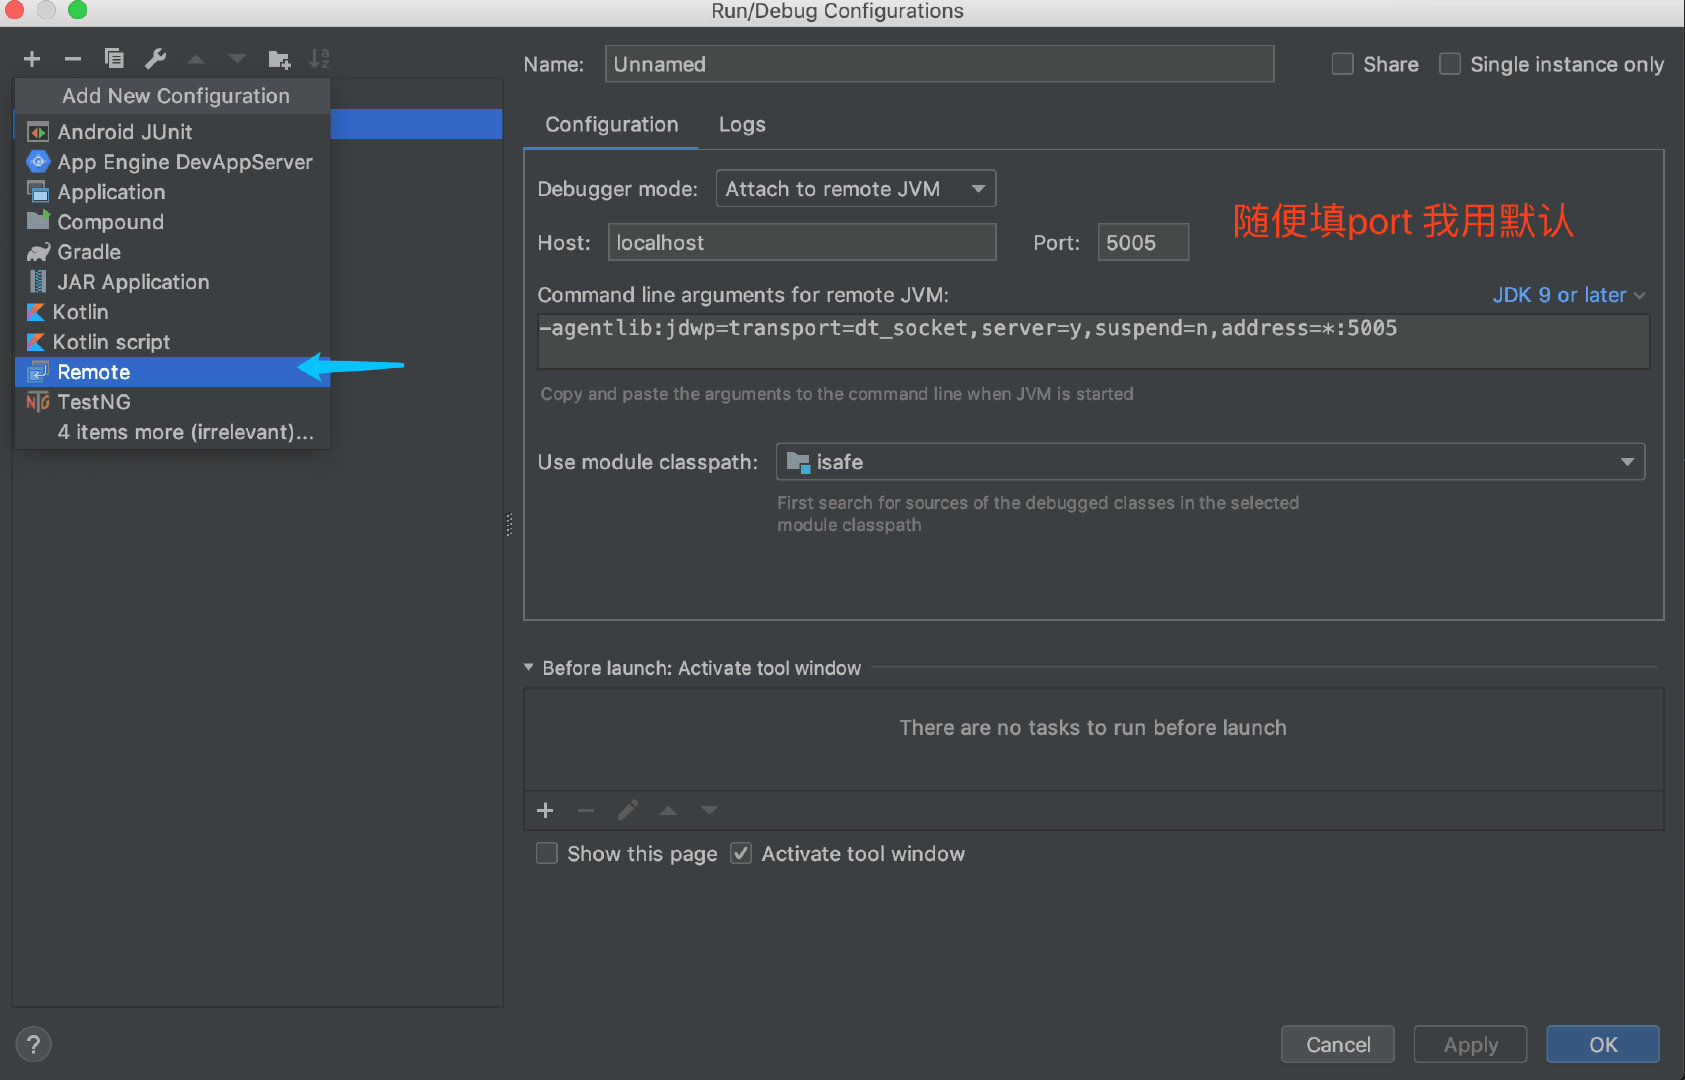 Run/Debug Configurations
Add New Configuration
Android JUnit
App Engine DevAppServer
Application
Compound
Gradle
JAR Application
Kotlin
Kotlin script
Remote
TestNG
4 items more (irrelevant)...
Name: Unnamed
Share
Single instance only
Configuration
Logs
Debugger mode: Attach to remote JVM
Host: localhost
Port: 5005
随便填port 我用默认
Command line arguments for remote JVM:
JDK 9 or later
-agentlib:jdwp=transport=dt_socket,server=y,suspend=n,address=*:5005
Copy and paste the arguments to the command line when JVM is started
Use module classpath: isafe
First search for sources of the debugged classes in the selected
module classpath
Before launch: Activate tool window
There are no tasks to run before launch
Show this page
Activate tool window
?
Cancel
Apply
OK